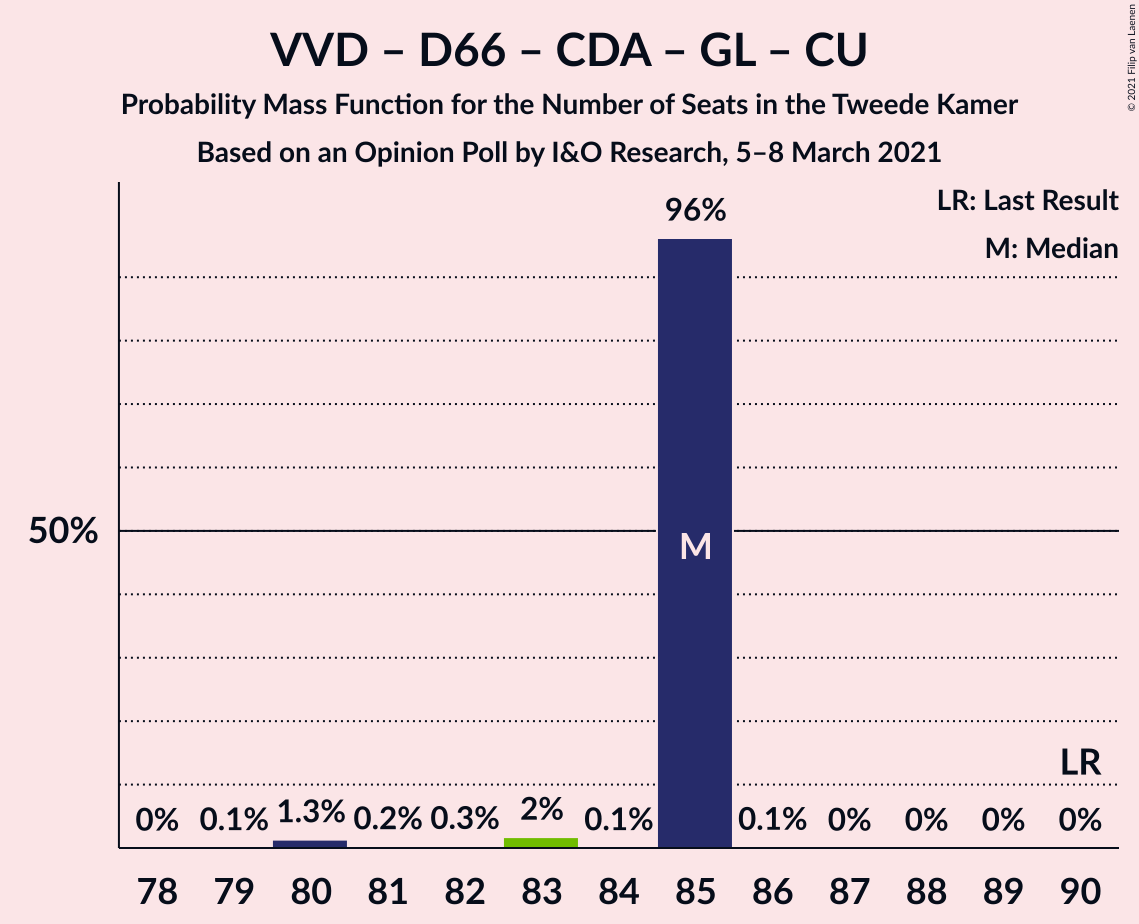 VVD – D66 – CDA – GL – CU
Probability Mass Function for the Number of Seats in the Tweede Kamer
Based on an Opinion Poll by I&O Research, 5–8 March 2021
© 2021 Filip van Laenen
LR: Last Result
M: Median
96%
50%
M
LR
0% 0.1% 1.3% 0.2% 0.3% 2% 0.1% 0.1% 0% 0% 0% 0%
78 79 80 81 82 83 84 85 86 87 88 89 90